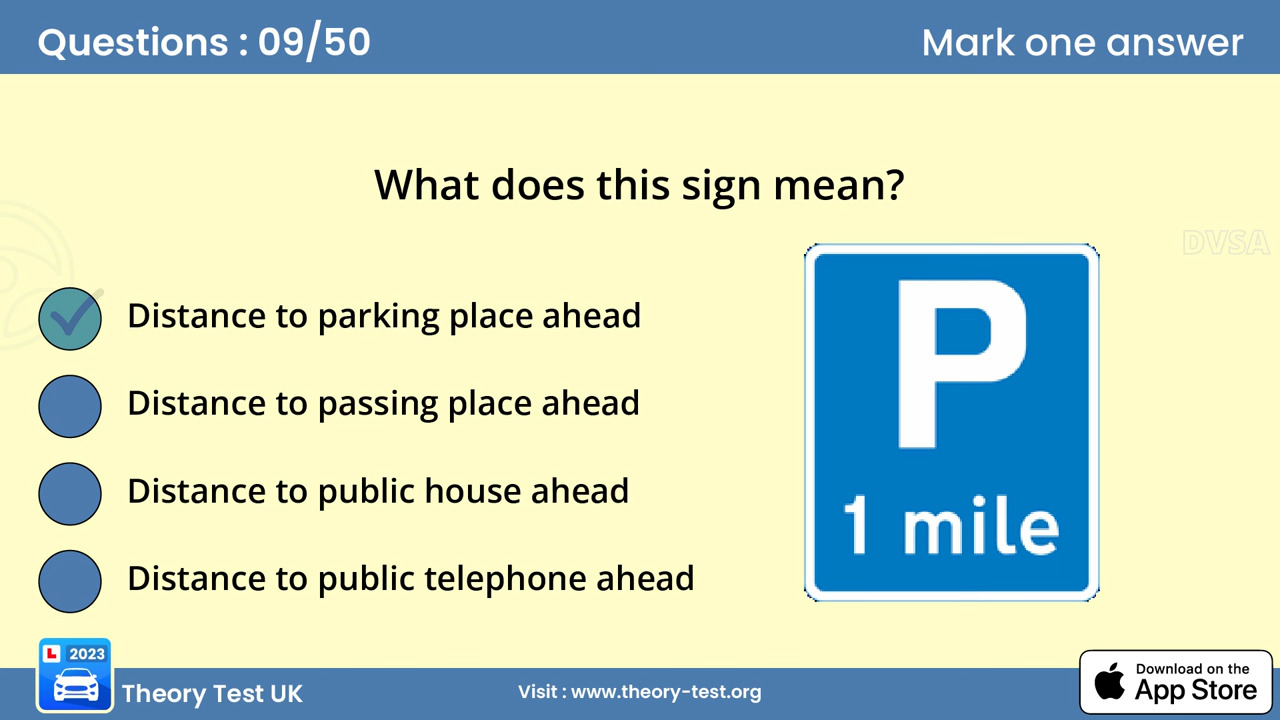 Questions : 09/50
Mark one answer
What does this sign mean?
DVSA
Distance to parking place ahead
Distance to passing place ahead
Distance to public house ahead
Distance to public telephone ahead
P
1 mile
L 2023
Theory Test UK
Visit : www.theory-test.org
Download on the
App Store